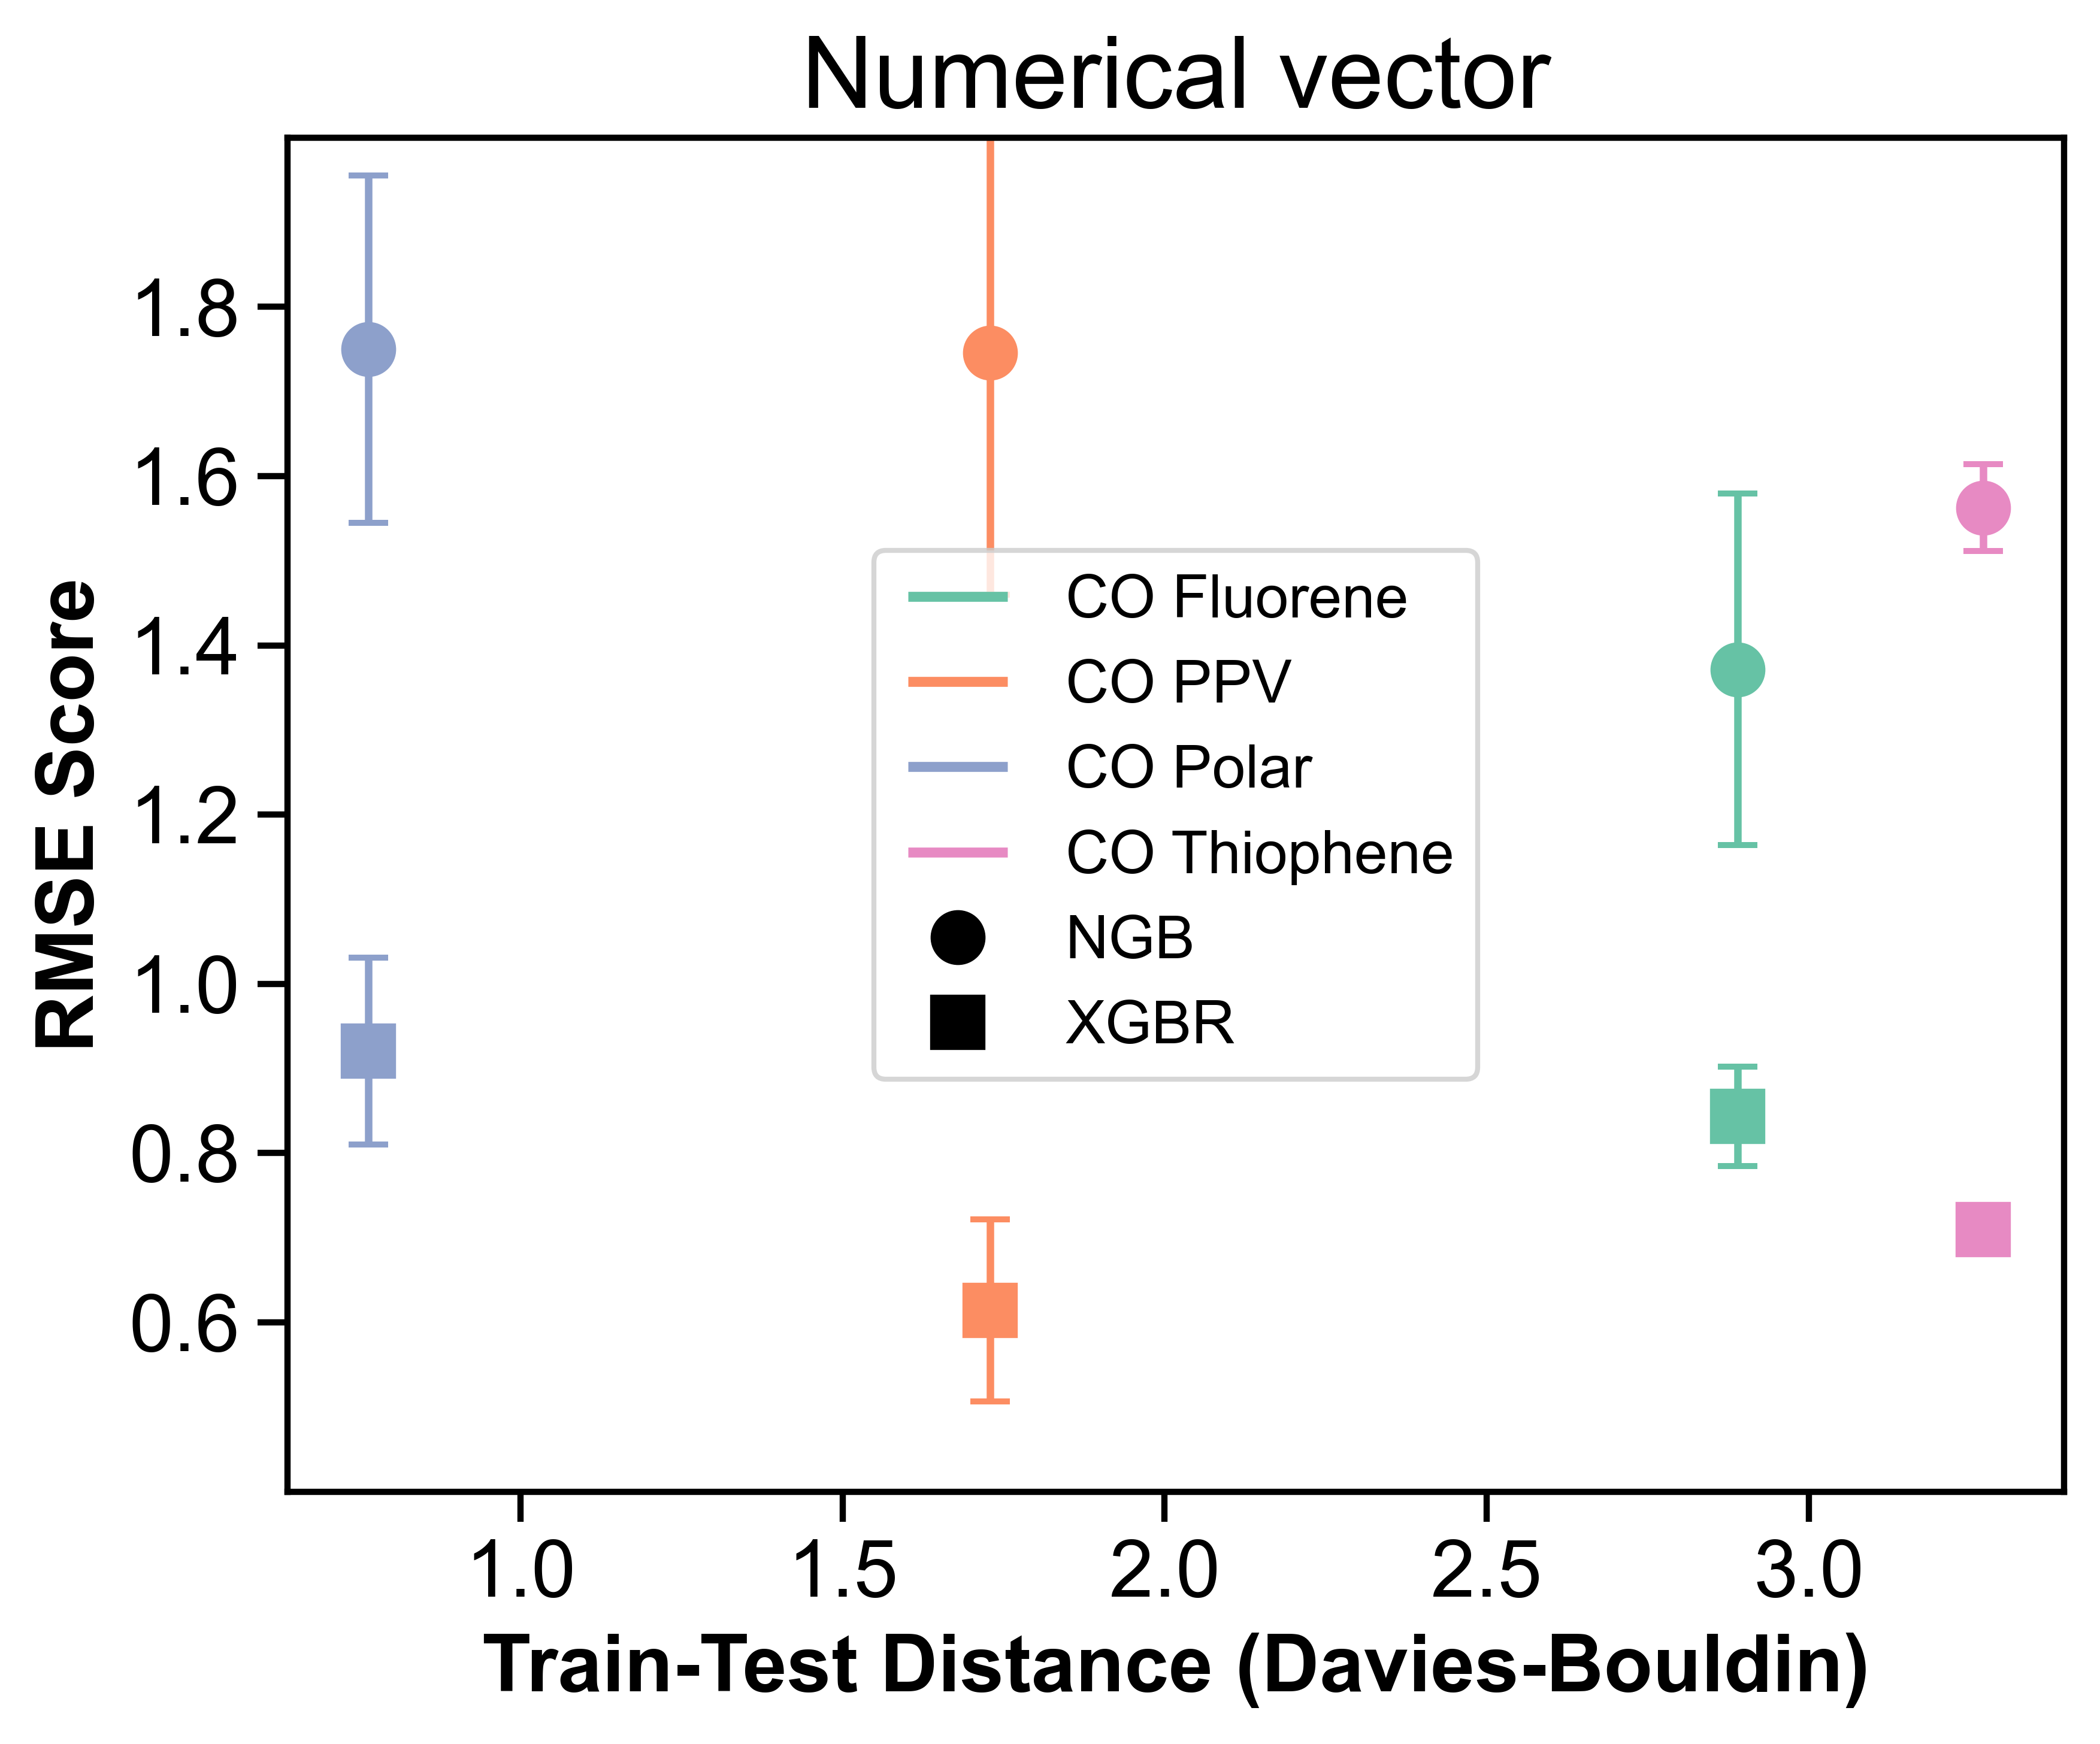 Numerical vector
RMSE Score
1.8
1.6
1.4
1.2
1.0
0.8
0.6
CO Fluorene
CO PPV
CO Polar
CO Thiophene
NGB
XGBR
1.0 1.5 2.0 2.5 3.0
Train-Test Distance (Davies-Bouldin)